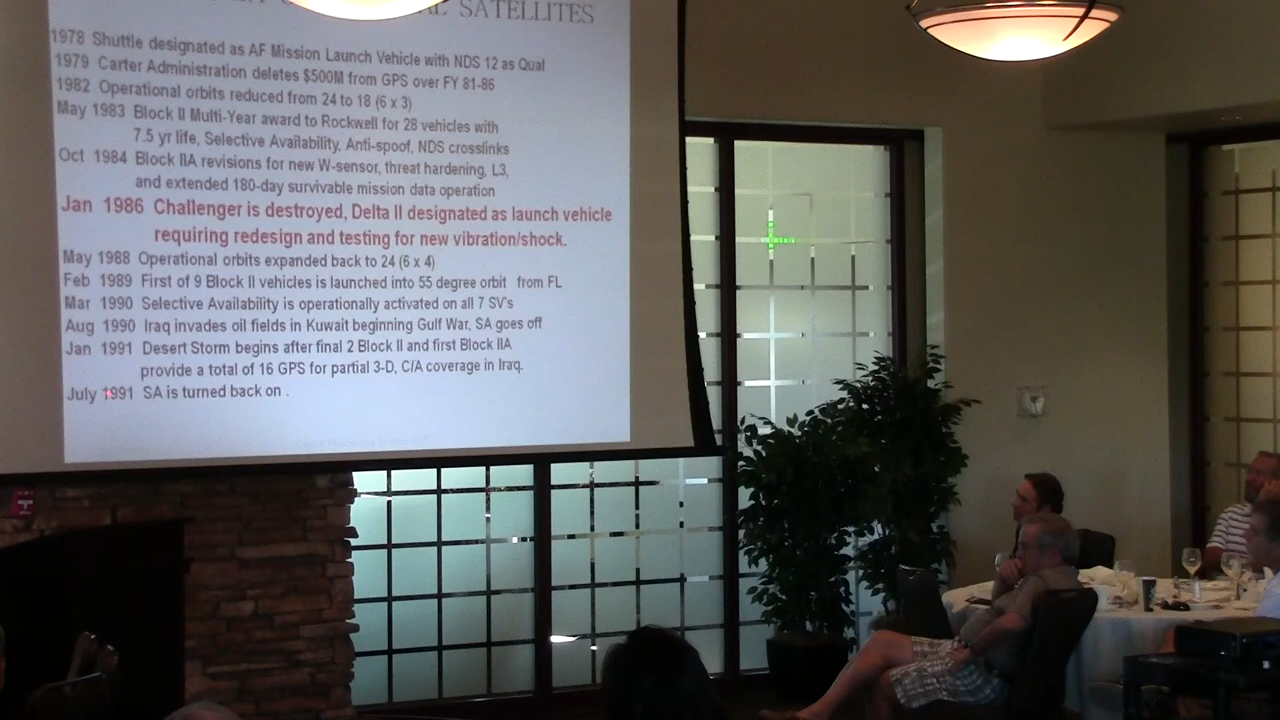 SATELLITES
1978 Shuttle designated as AF Mission Launch Vehicle with NDS 12 as Qual
1979 Carter Administration deletes $500M from GPS over FY 81-86
1982 Operational orbits reduced from 24 to 18 (6 x 3)
May 1983 Block II Multi-Year award to Rockwell for 28 vehicles with
7.5 yr life, Selective Availability, Anti-spoof, NDS crosslinks
Oct 1984 Block IIA revisions for new W-sensor, threat hardening, L3,
and extended 180-day survivable mission data operation
Jan 1986 Challenger is destroyed, Delta II designated as launch vehicle
requiring redesign and testing for new vibration/shock.
May 1988 Operational orbits expanded back to 24 (6 x 4)
Feb 1989 First of 9 Block II vehicles is launched into 55 degree orbit from FL
Mar 1990 Selective Availability is operationally activated on all 7 SV's
Aug 1990 Iraq invades oil fields in Kuwait beginning Gulf War, SA goes off
Jan 1991 Desert Storm begins after final 2 Block II and first Block IIA
provide a total of 16 GPS for partial 3-D, C/A coverage in Iraq.
July 1991 SA is turned back on .